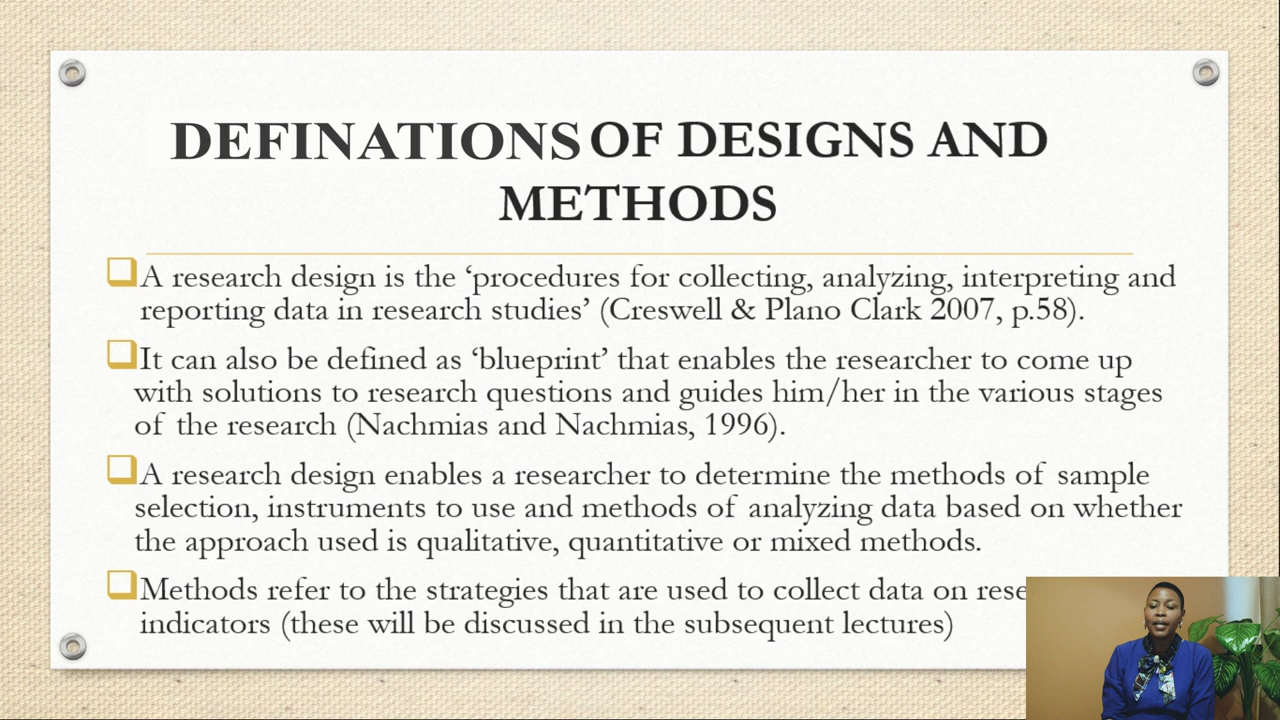 DEFINATIONS OF DESIGNS AND
METHODS
A research design is the ‘procedures for collecting, analyzing, interpreting and
reporting data in research studies’ (Creswell & Plano Clark 2007, p.58).
It can also be defined as ‘blueprint’ that enables the researcher to come up
with solutions to research questions and guides him/her in the various stages
of the research (Nachmias and Nachmias, 1996).
A research design enables a researcher to determine the methods of sample
selection, instruments to use and methods of analyzing data based on whether
the approach used is qualitative, quantitative or mixed methods.
Methods refer to the strategies that are used to collect data on
indicators (these will be discussed in the subsequent lectures)